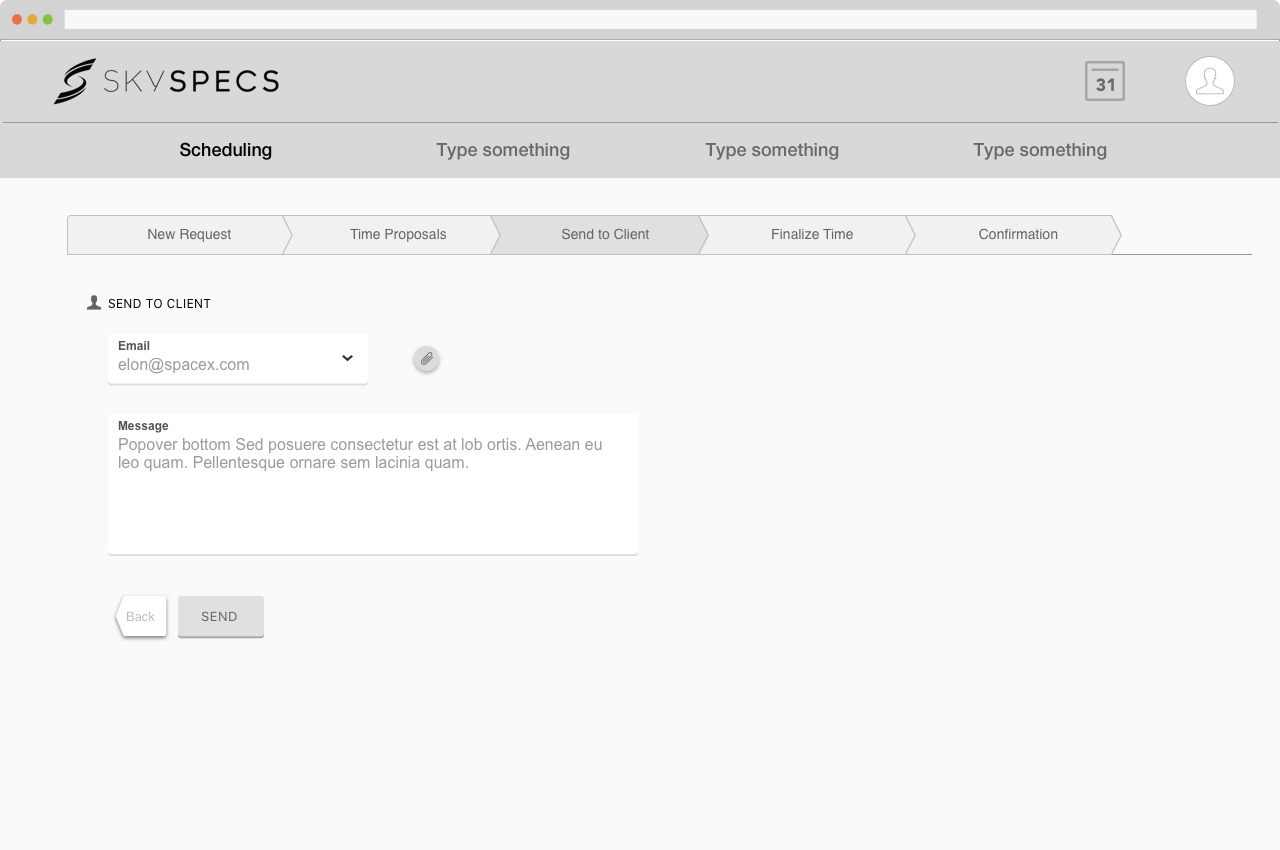 SKYSPECS
31
Scheduling
Type something
Type something
Type something
New Request
Time Proposals
Send to Client
Finalize Time
Confirmation
SEND TO CLIENT
Email
elon@spacex.com
Message
Popover bottom Sed posuere consectetur est at lob ortis. Aenean eu
leo quam. Pellentesque ornare sem lacinia quam.
Back
SEND